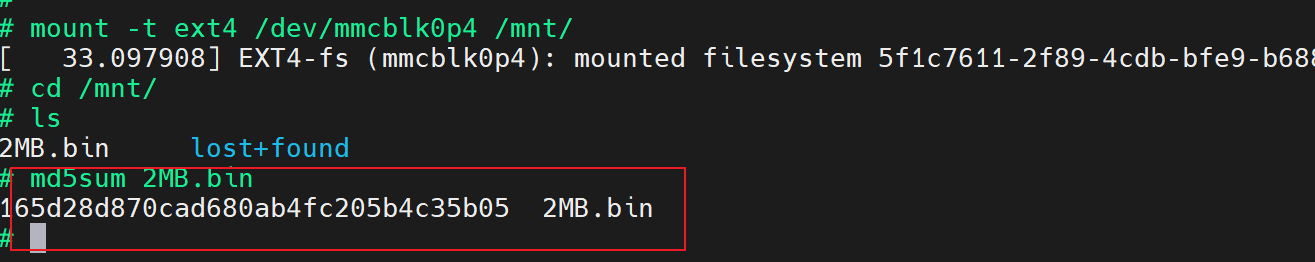 #
# mount -t ext4 /dev/mmcblk0p4 /mnt/
[   33.097908] EXT4-fs (mmcblk0p4): mounted filesystem 5f1c7611-2f89-4cdb-bfe9-b688
# cd /mnt/
# ls
2MB.bin     lost+found
# md5sum 2MB.bin
165d28d870cad680ab4fc205b4c35b05  2MB.bin
#